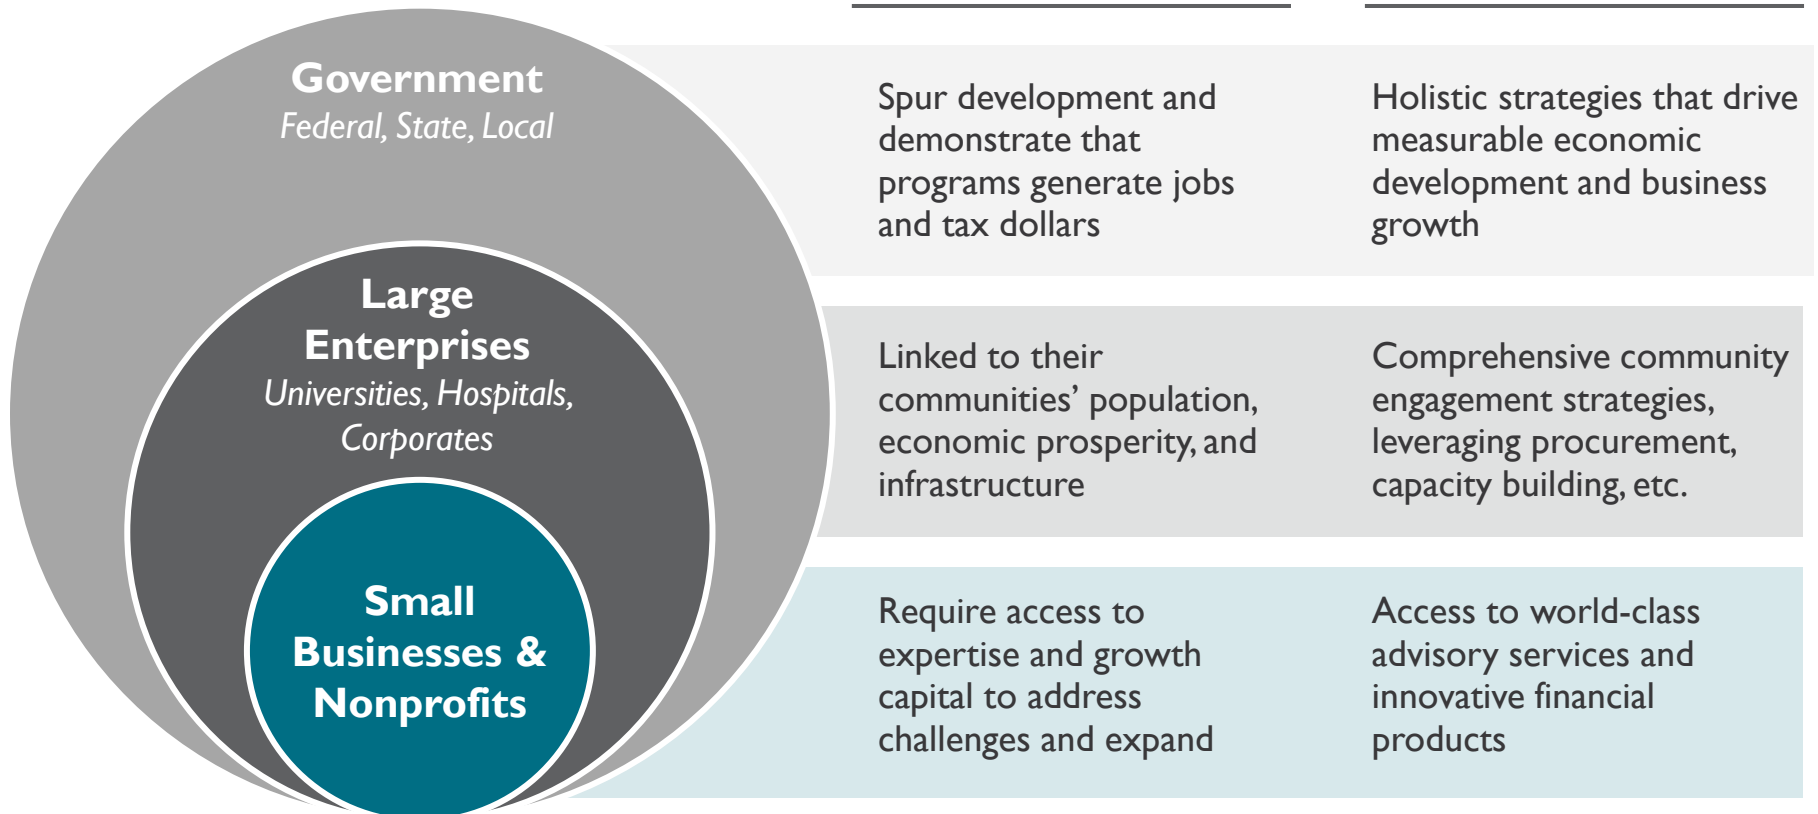 Government
Federal, State, Local
Spur development and
demonstrate that
programs generate jobs
and tax dollars
Holistic strategies that drive
measurable economic
development and business
growth
Large
Enterprises
Universities, Hospitals,
Corporates
Linked to their
communities’ population,
economic prosperity, and
infrastructure
Comprehensive community
engagement strategies,
leveraging procurement,
capacity building, etc.
Small
Businesses &
Nonprofits
Require access to
expertise and growth
capital to address
challenges and expand
Access to world-class
advisory services and
innovative financial
products